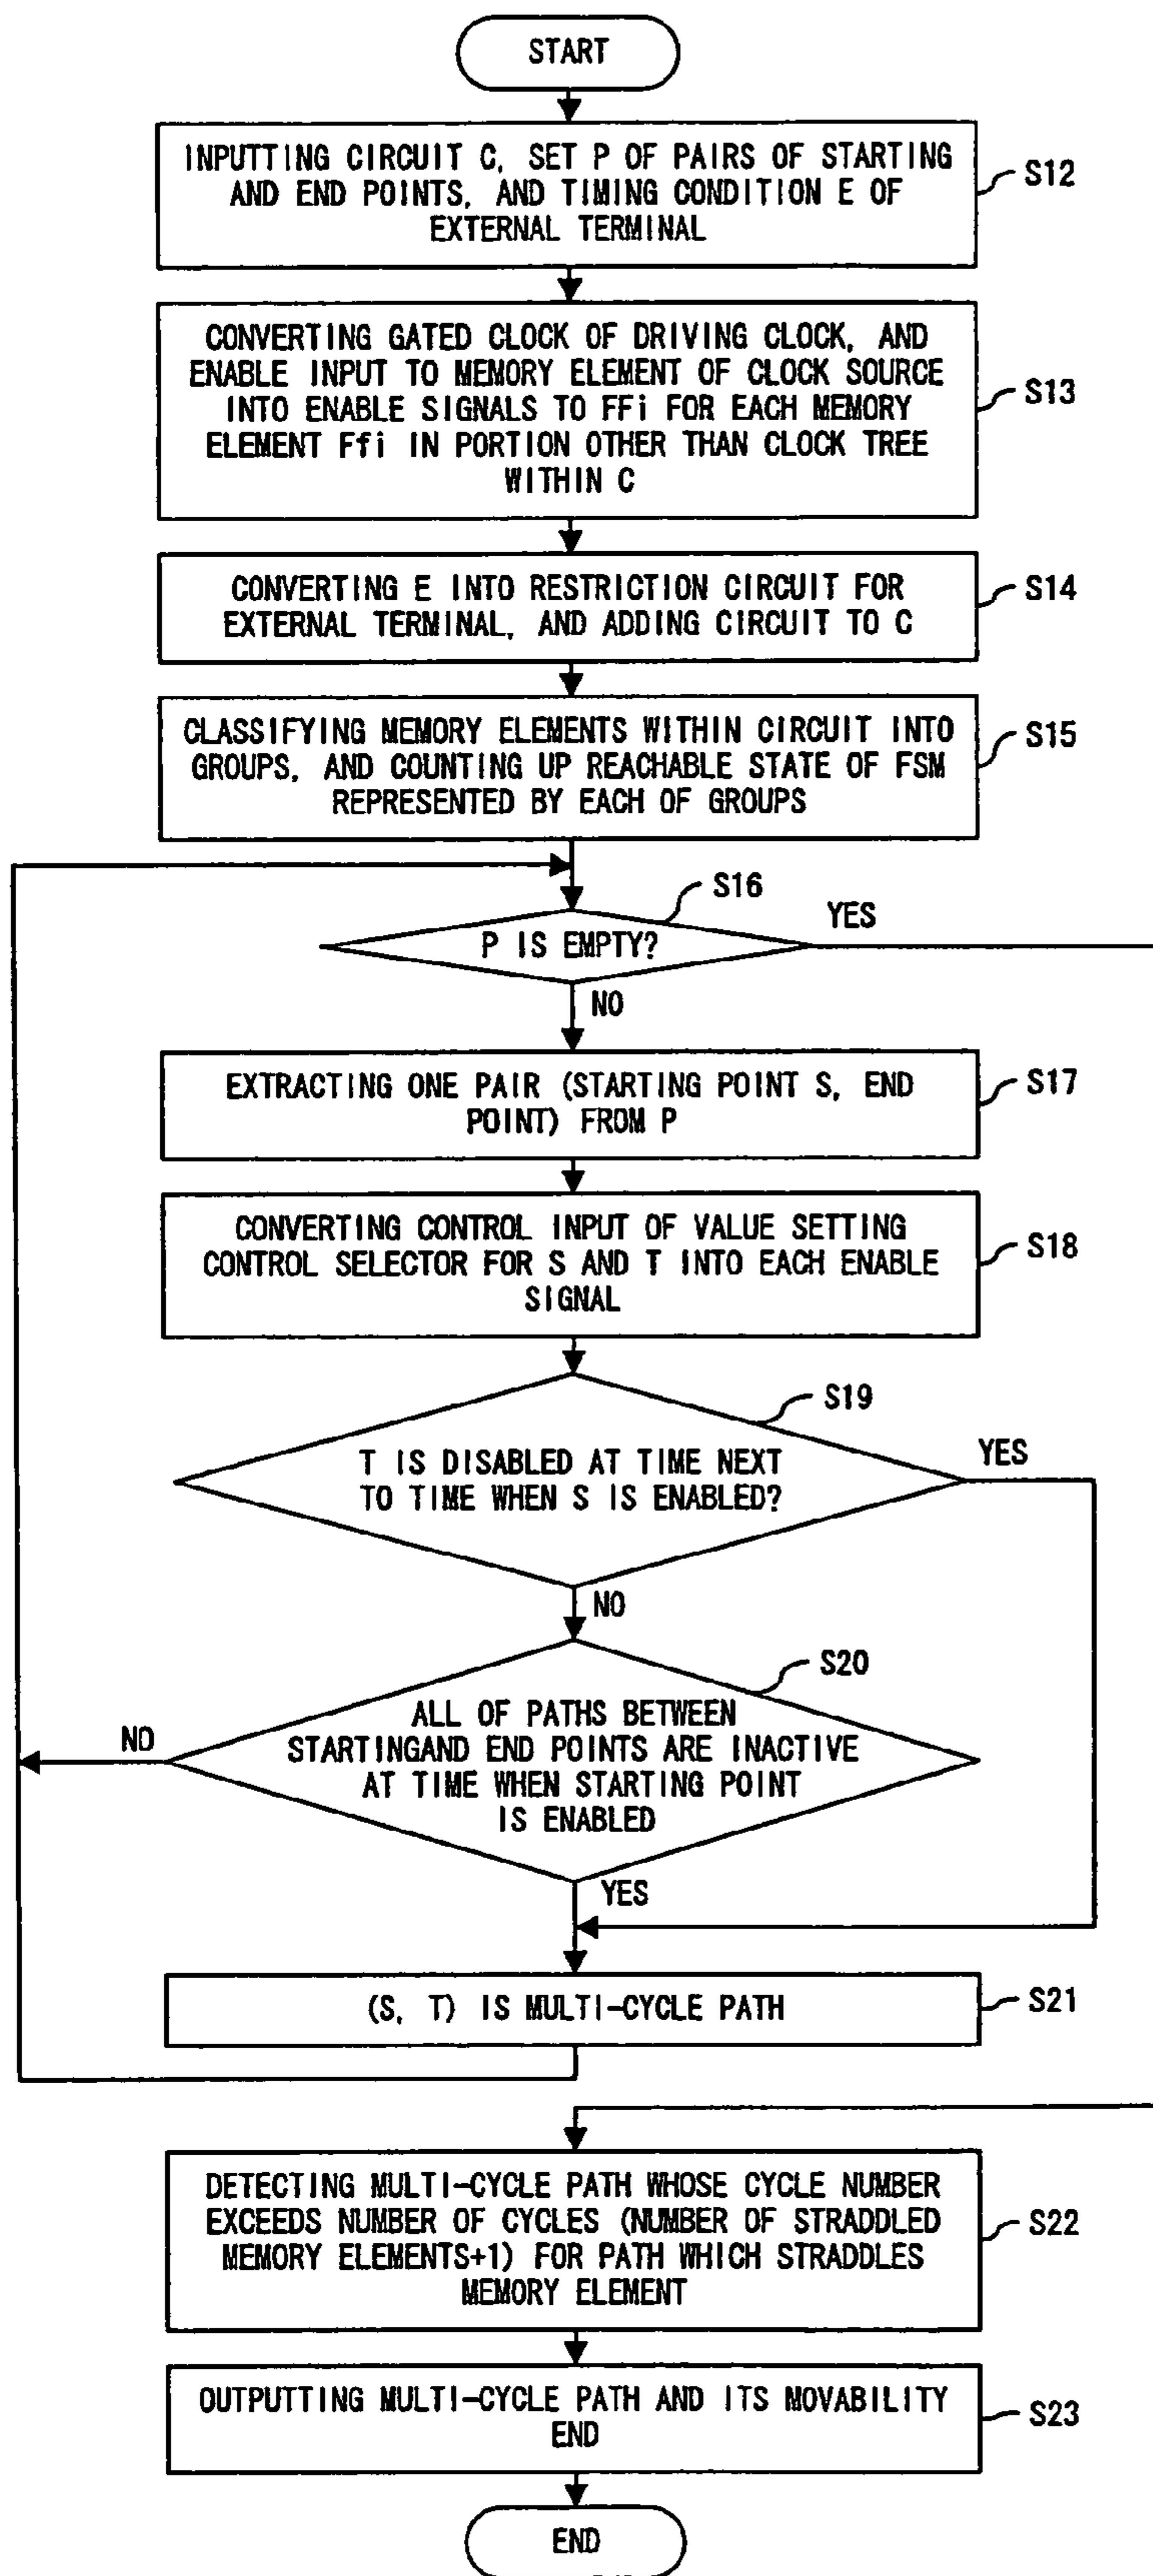 START
INPUTTING CIRCUIT C, SET P OF PAIRS OF STARTING
AND END POINTS, AND TIMING CONDITION E OF
EXTERNAL TERMINAL
S12
CONVERTING GATED CLOCK OF DRIVING CLOCK, AND
ENABLE INPUT TO MEMORY ELEMENT OF CLOCK SOURCE
INTO ENABLE SIGNALS TO FFi FOR EACH MEMORY
ELEMENT Ffi IN PORTION OTHER THAN CLOCK TREE
WITHIN C
S13
CONVERTING E INTO RESTRICTION CIRCUIT FOR
EXTERNAL TERMINAL, AND ADDING CIRCUIT TO C
S14
CLASSIFYING MEMORY ELEMENTS WITHIN CIRCUIT INTO
GROUPS, AND COUNTING UP REACHABLE STATE OF FSM
REPRESENTED BY EACH OF GROUPS
S15
S16
P IS EMPTY?
YES
NO
EXTRACTING ONE PAIR (STARTING POINT S, END
POINT) FROM P
S17
CONVERTING CONTROL INPUT OF VALUE SETTING
CONTROL SELECTOR FOR S AND T INTO EACH ENABLE
SIGNAL
S18
S19
T IS DISABLED AT TIME NEXT
TO TIME WHEN S IS ENABLED?
YES
NO
S20
ALL OF PATHS BETWEEN
STARTINGAND END POINTS ARE INACTIVE
AT TIME WHEN STARTING POINT
IS ENABLED
NO
YES
(S, T) IS MULTI-CYCLE PATH
S21
DETECTING MULTI-CYCLE PATH WHOSE CYCLE NUMBER
EXCEEDS NUMBER OF CYCLES (NUMBER OF STRADDLED
MEMORY ELEMENTS+1) FOR PATH WHICH STRADDLES
MEMORY ELEMENT
S22
OUTPUTTING MULTI-CYCLE PATH AND ITS MOVABILITY
END
S23
END